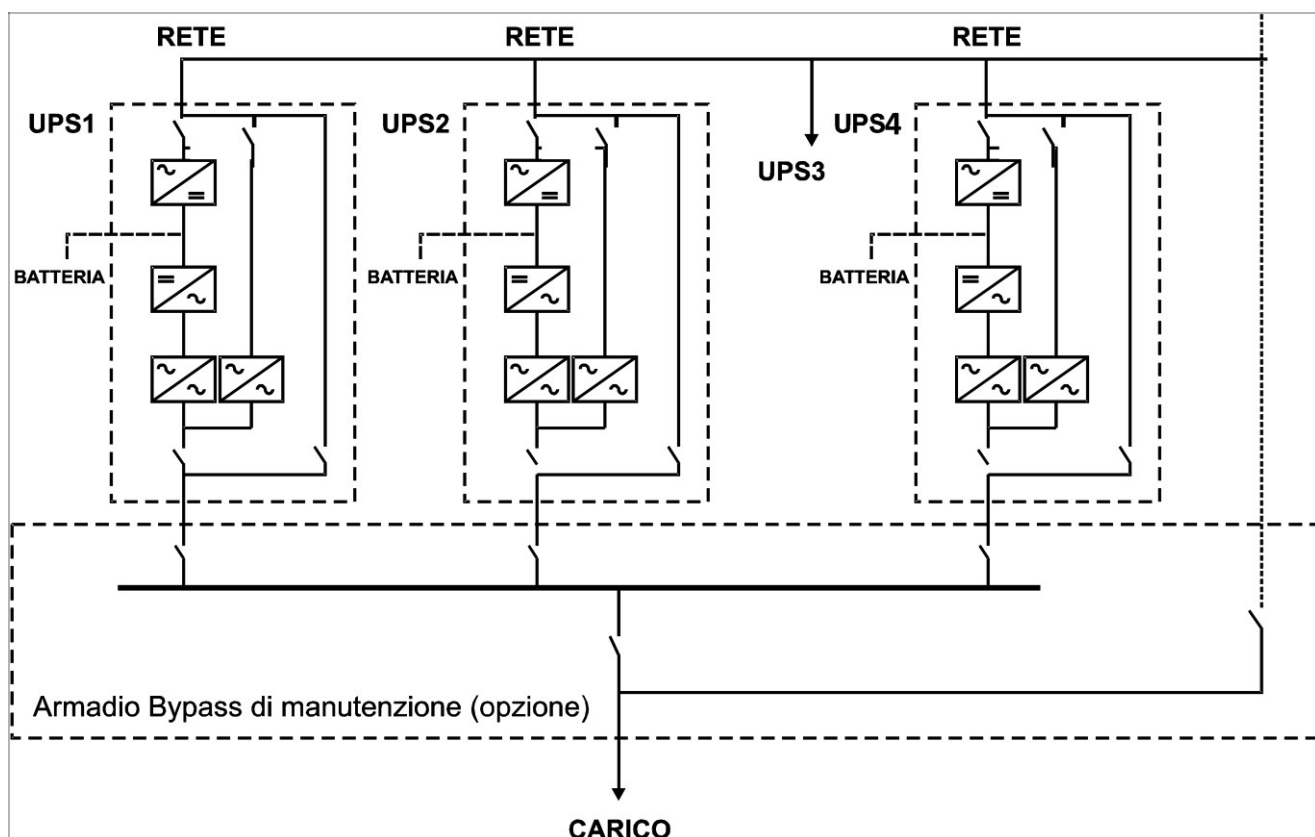 RETE
RETE
RETE
UPS1
UPS2
UPS4
UPS3
BATTERIA
BATTERIA
BATTERIA
Armadio Bypass di manutenzione (opzione)
CARICO